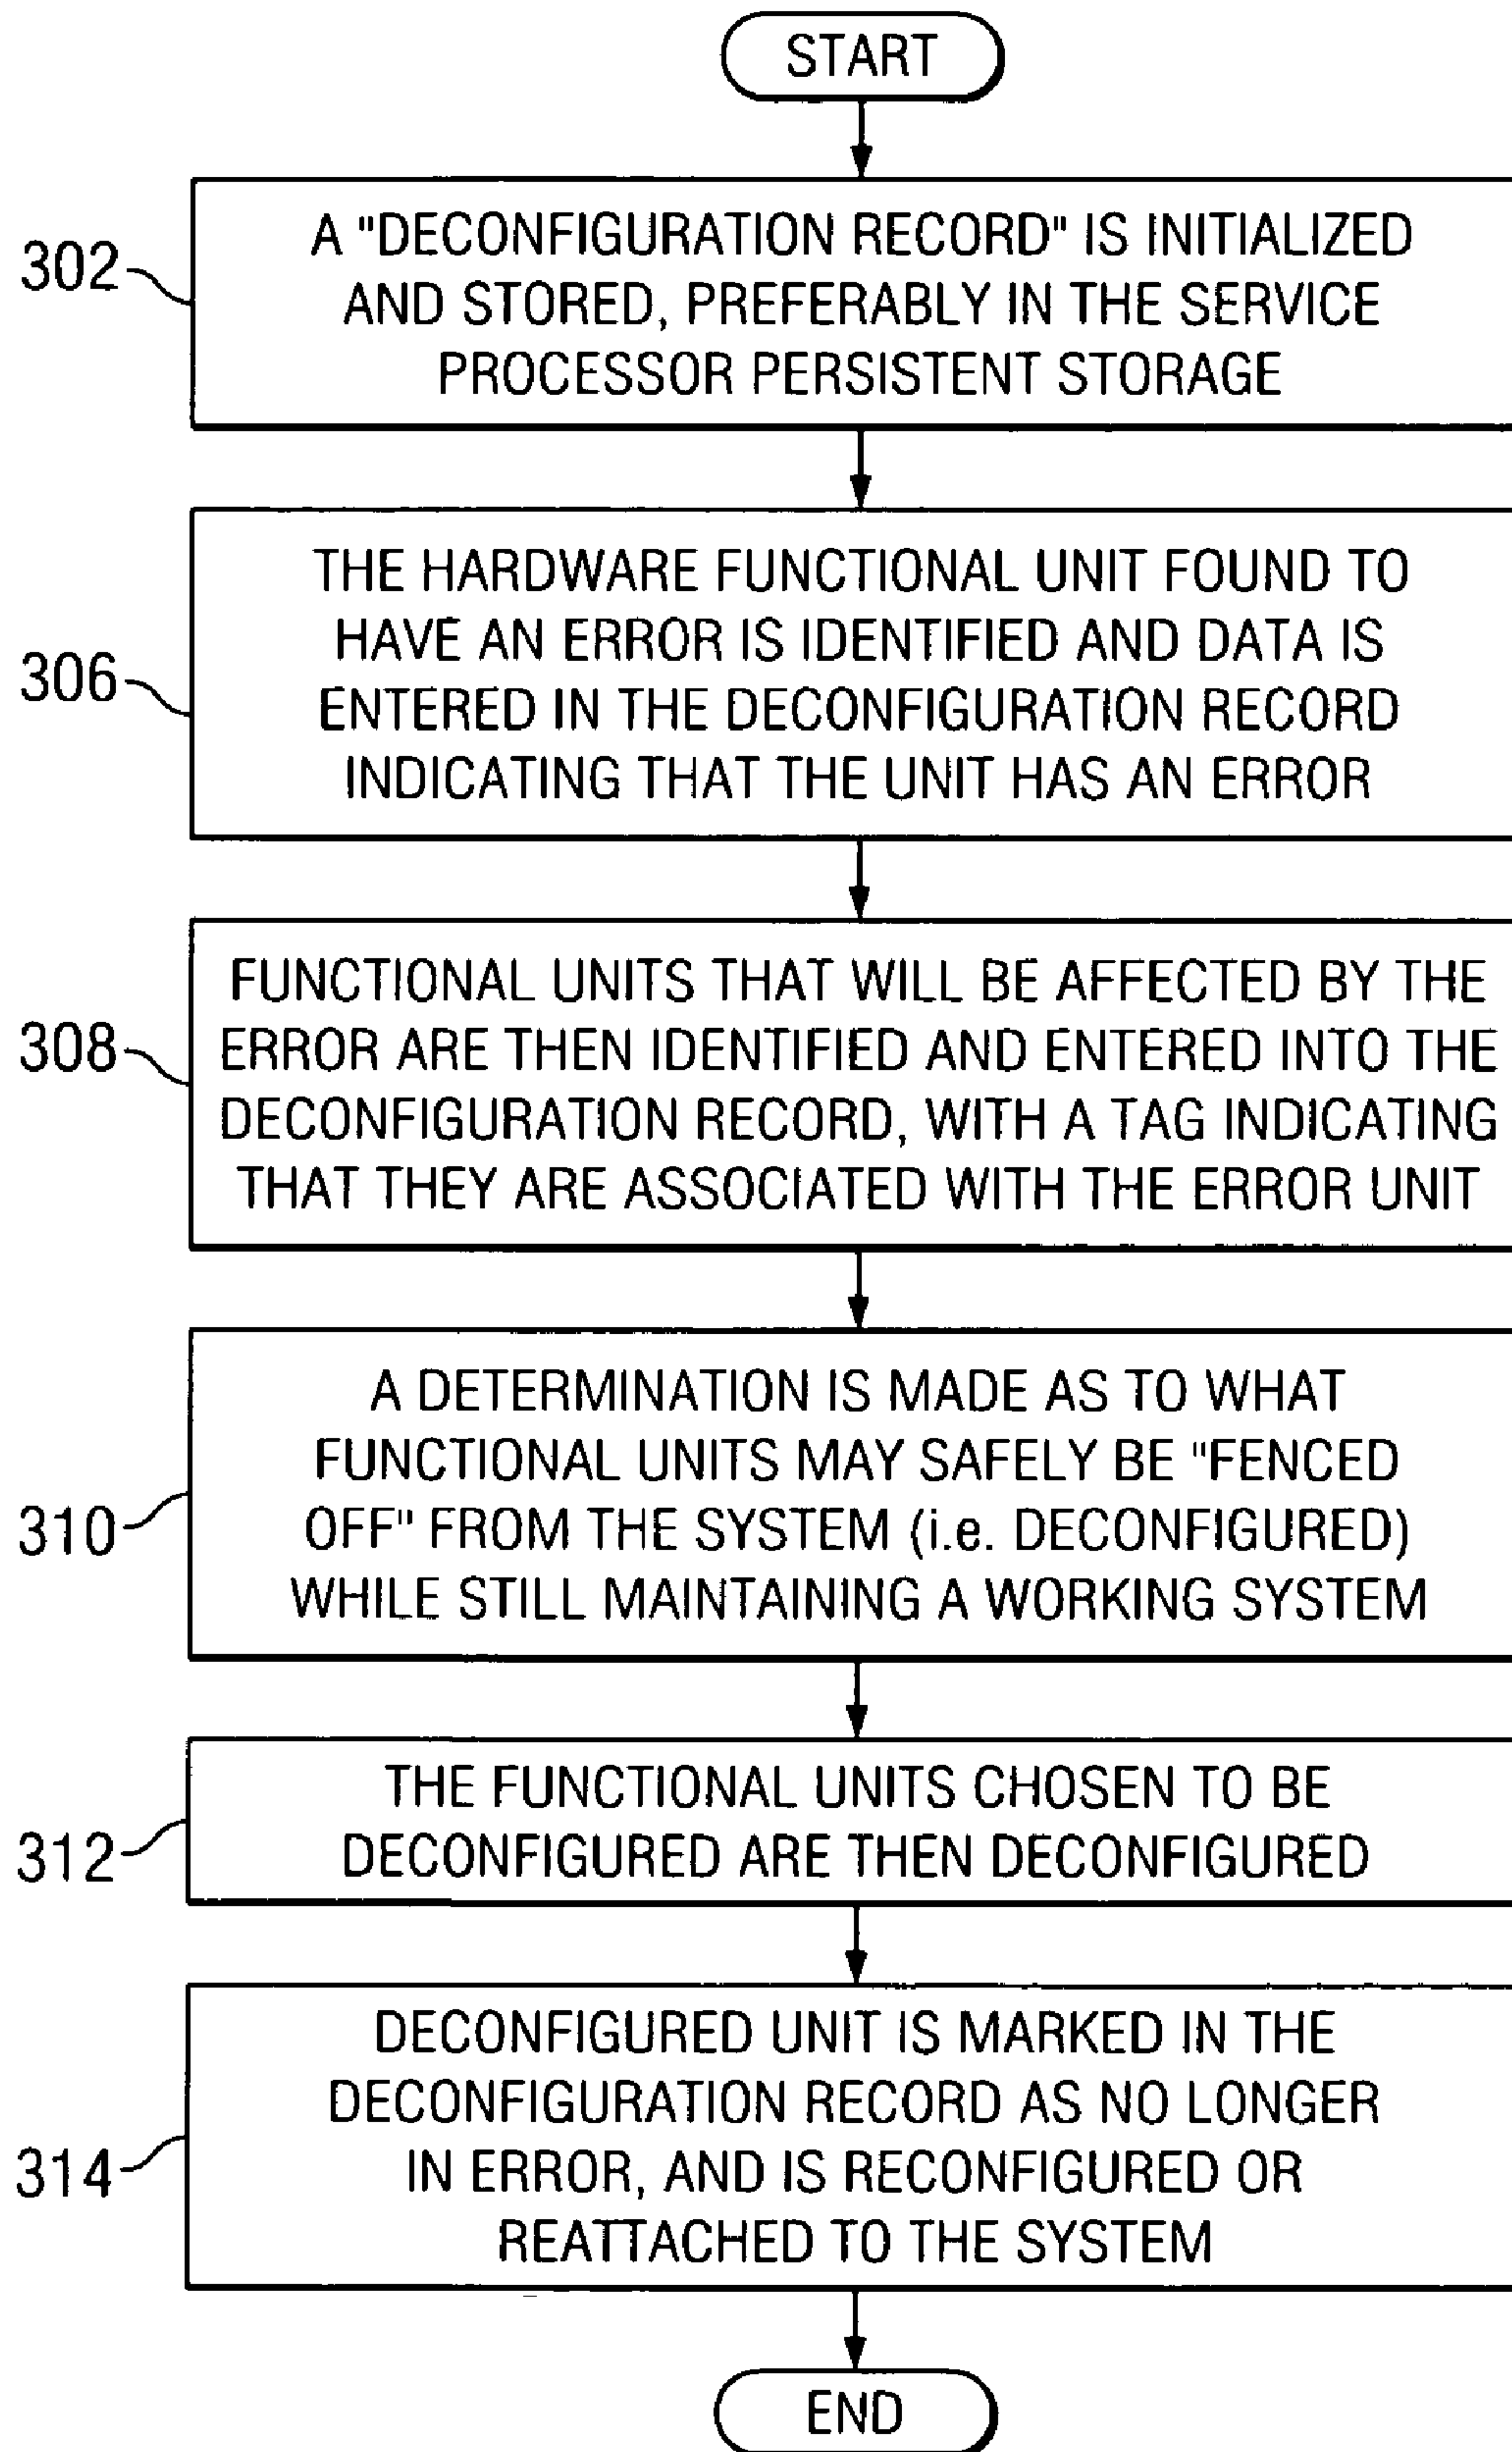 START
302
A "DECONFIGURATION RECORD" IS INITIALIZED
AND STORED, PREFERABLY IN THE SERVICE
PROCESSOR PERSISTENT STORAGE
306
THE HARDWARE FUNCTIONAL UNIT FOUND TO
HAVE AN ERROR IS IDENTIFIED AND DATA IS
ENTERED IN THE DECONFIGURATION RECORD
INDICATING THAT THE UNIT HAS AN ERROR
308
FUNCTIONAL UNITS THAT WILL BE AFFECTED BY THE
ERROR ARE THEN IDENTIFIED AND ENTERED INTO THE
DECONFIGURATION RECORD, WITH A TAG INDICATING
THAT THEY ARE ASSOCIATED WITH THE ERROR UNIT
310
A DETERMINATION IS MADE AS TO WHAT
FUNCTIONAL UNITS MAY SAFELY BE "FENCED
OFF" FROM THE SYSTEM (i.e. DECONFIGURED)
WHILE STILL MAINTAINING A WORKING SYSTEM
312
THE FUNCTIONAL UNITS CHOSEN TO BE
DECONFIGURED ARE THEN DECONFIGURED
314
DECONFIGURED UNIT IS MARKED IN THE
DECONFIGURATION RECORD AS NO LONGER
IN ERROR, AND IS RECONFIGURED OR
REATTACHED TO THE SYSTEM
END